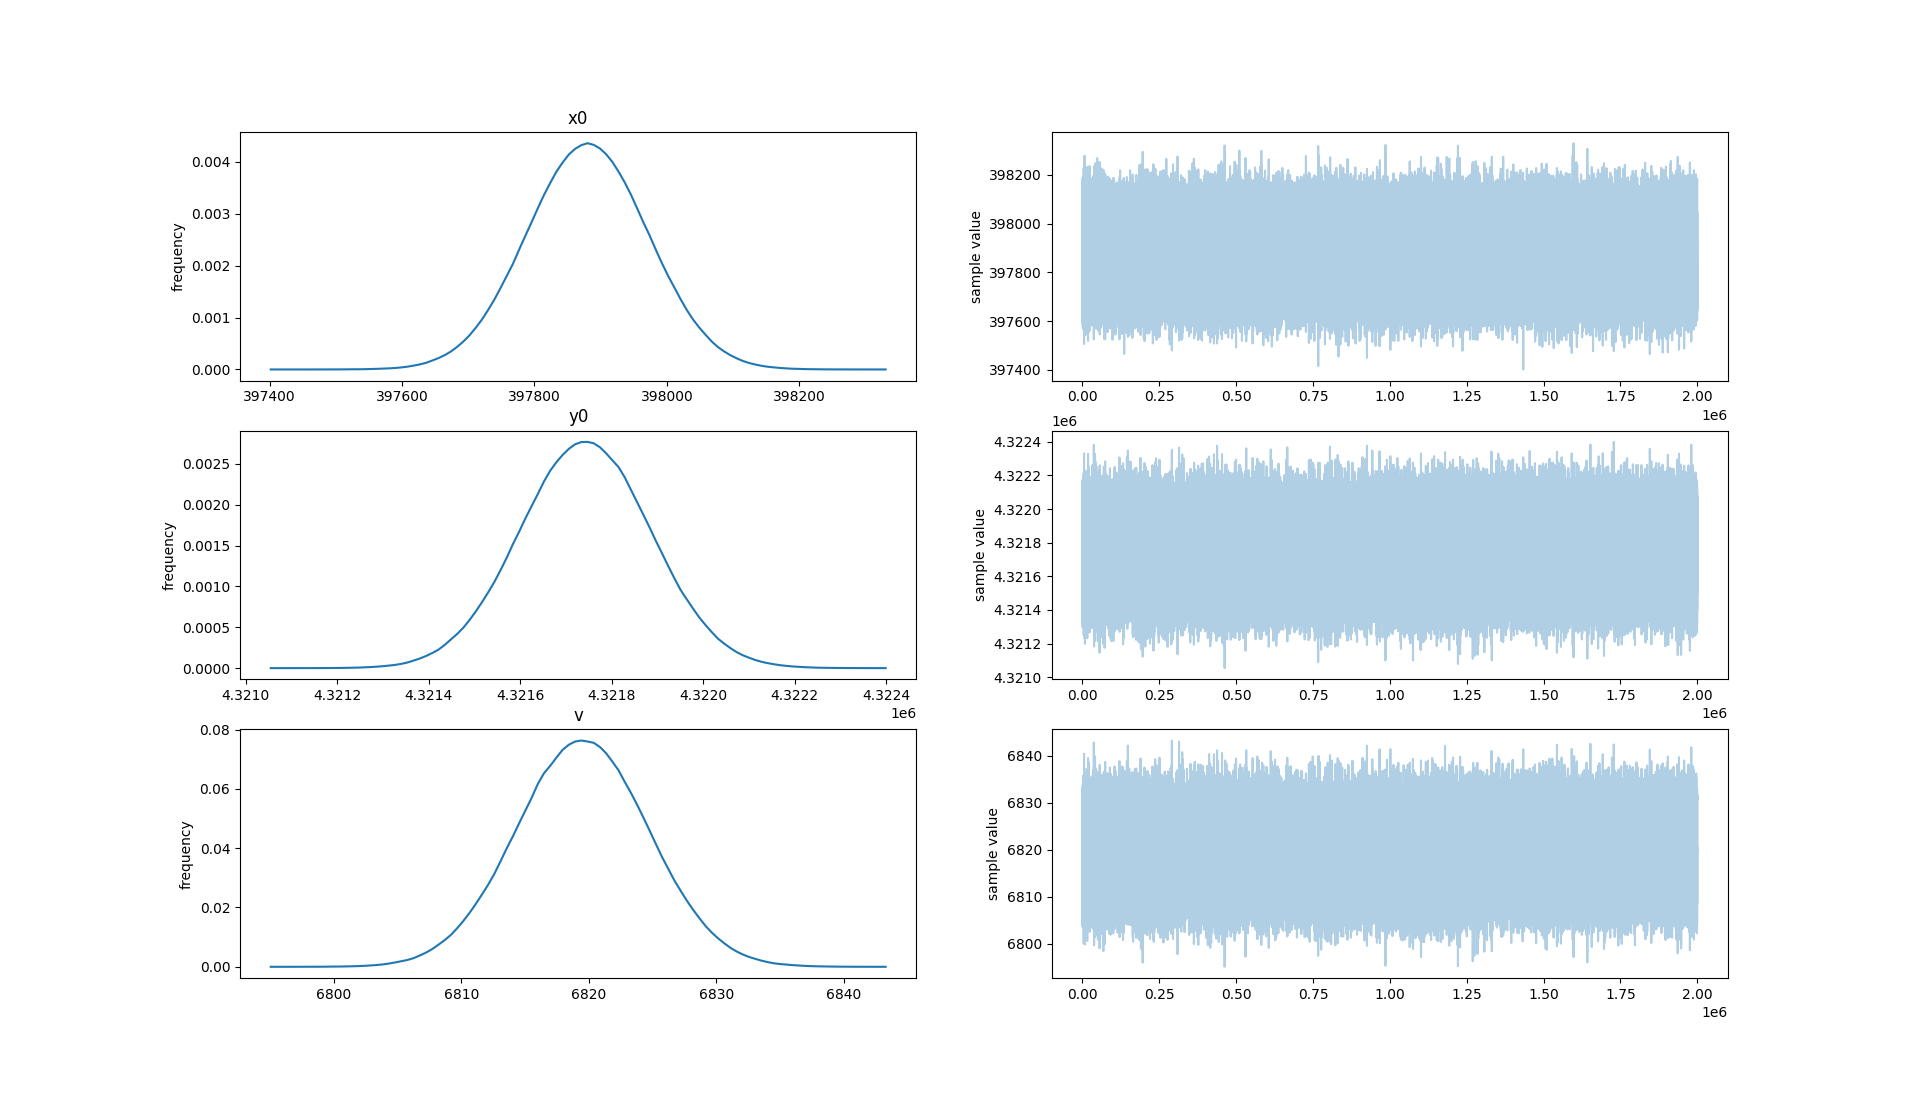 x0
frequency
0.004
0.003
0.002
0.001
0.000
397400 397600 397800 398000 398200
sample value
398200
398000
397800
397600
397400
0.00 0.25 0.50 0.75 1.00 1.25 1.50 1.75 2.00
1e6
y0
frequency
0.0025
0.0020
0.0015
0.0010
0.0005
0.0000
4.3210 4.3212 4.3214 4.3216 4.3218 4.3220 4.3222 4.3224
1e6
1e6
sample value
4.3224
4.3222
4.3220
4.3218
4.3216
4.3214
4.3212
4.3210
0.00 0.25 0.50 0.75 1.00 1.25 1.50 1.75 2.00
1e6
v
frequency
0.08
0.06
0.04
0.02
0.00
6800 6810 6820 6830 6840
sample value
6840
6830
6820
6810
6800
0.00 0.25 0.50 0.75 1.00 1.25 1.50 1.75 2.00
1e6